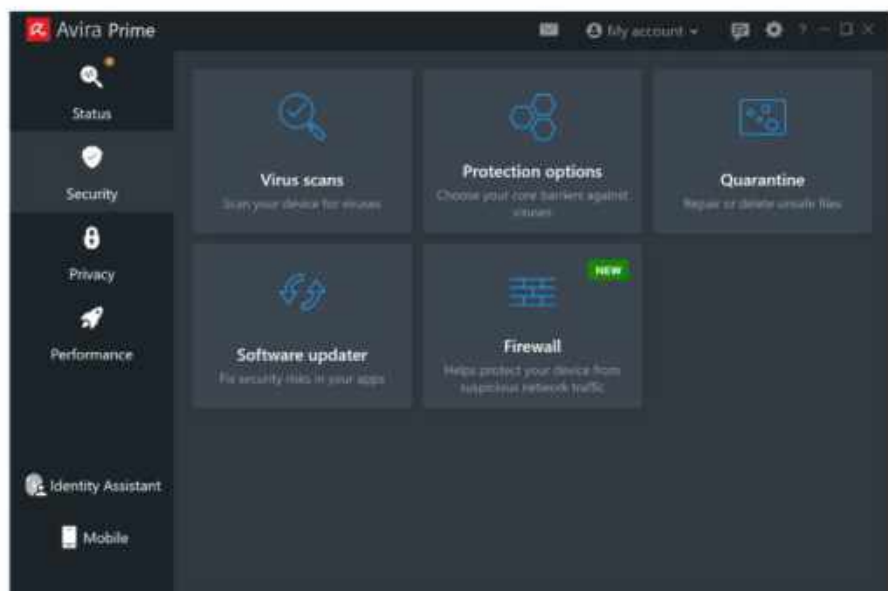 Avira Prime
My account
?
Status
Security
Privacy
Performance
Identity Assistant
Mobile
Virus scans
Scan your device for viruses
Protection options
Choose your core barriers against
viruses
Quarantine
Repair or delete unsafe files
Software updater
Fix security risks in your apps
NEW
Firewall
Helps protect your device from
suspicious network traffic